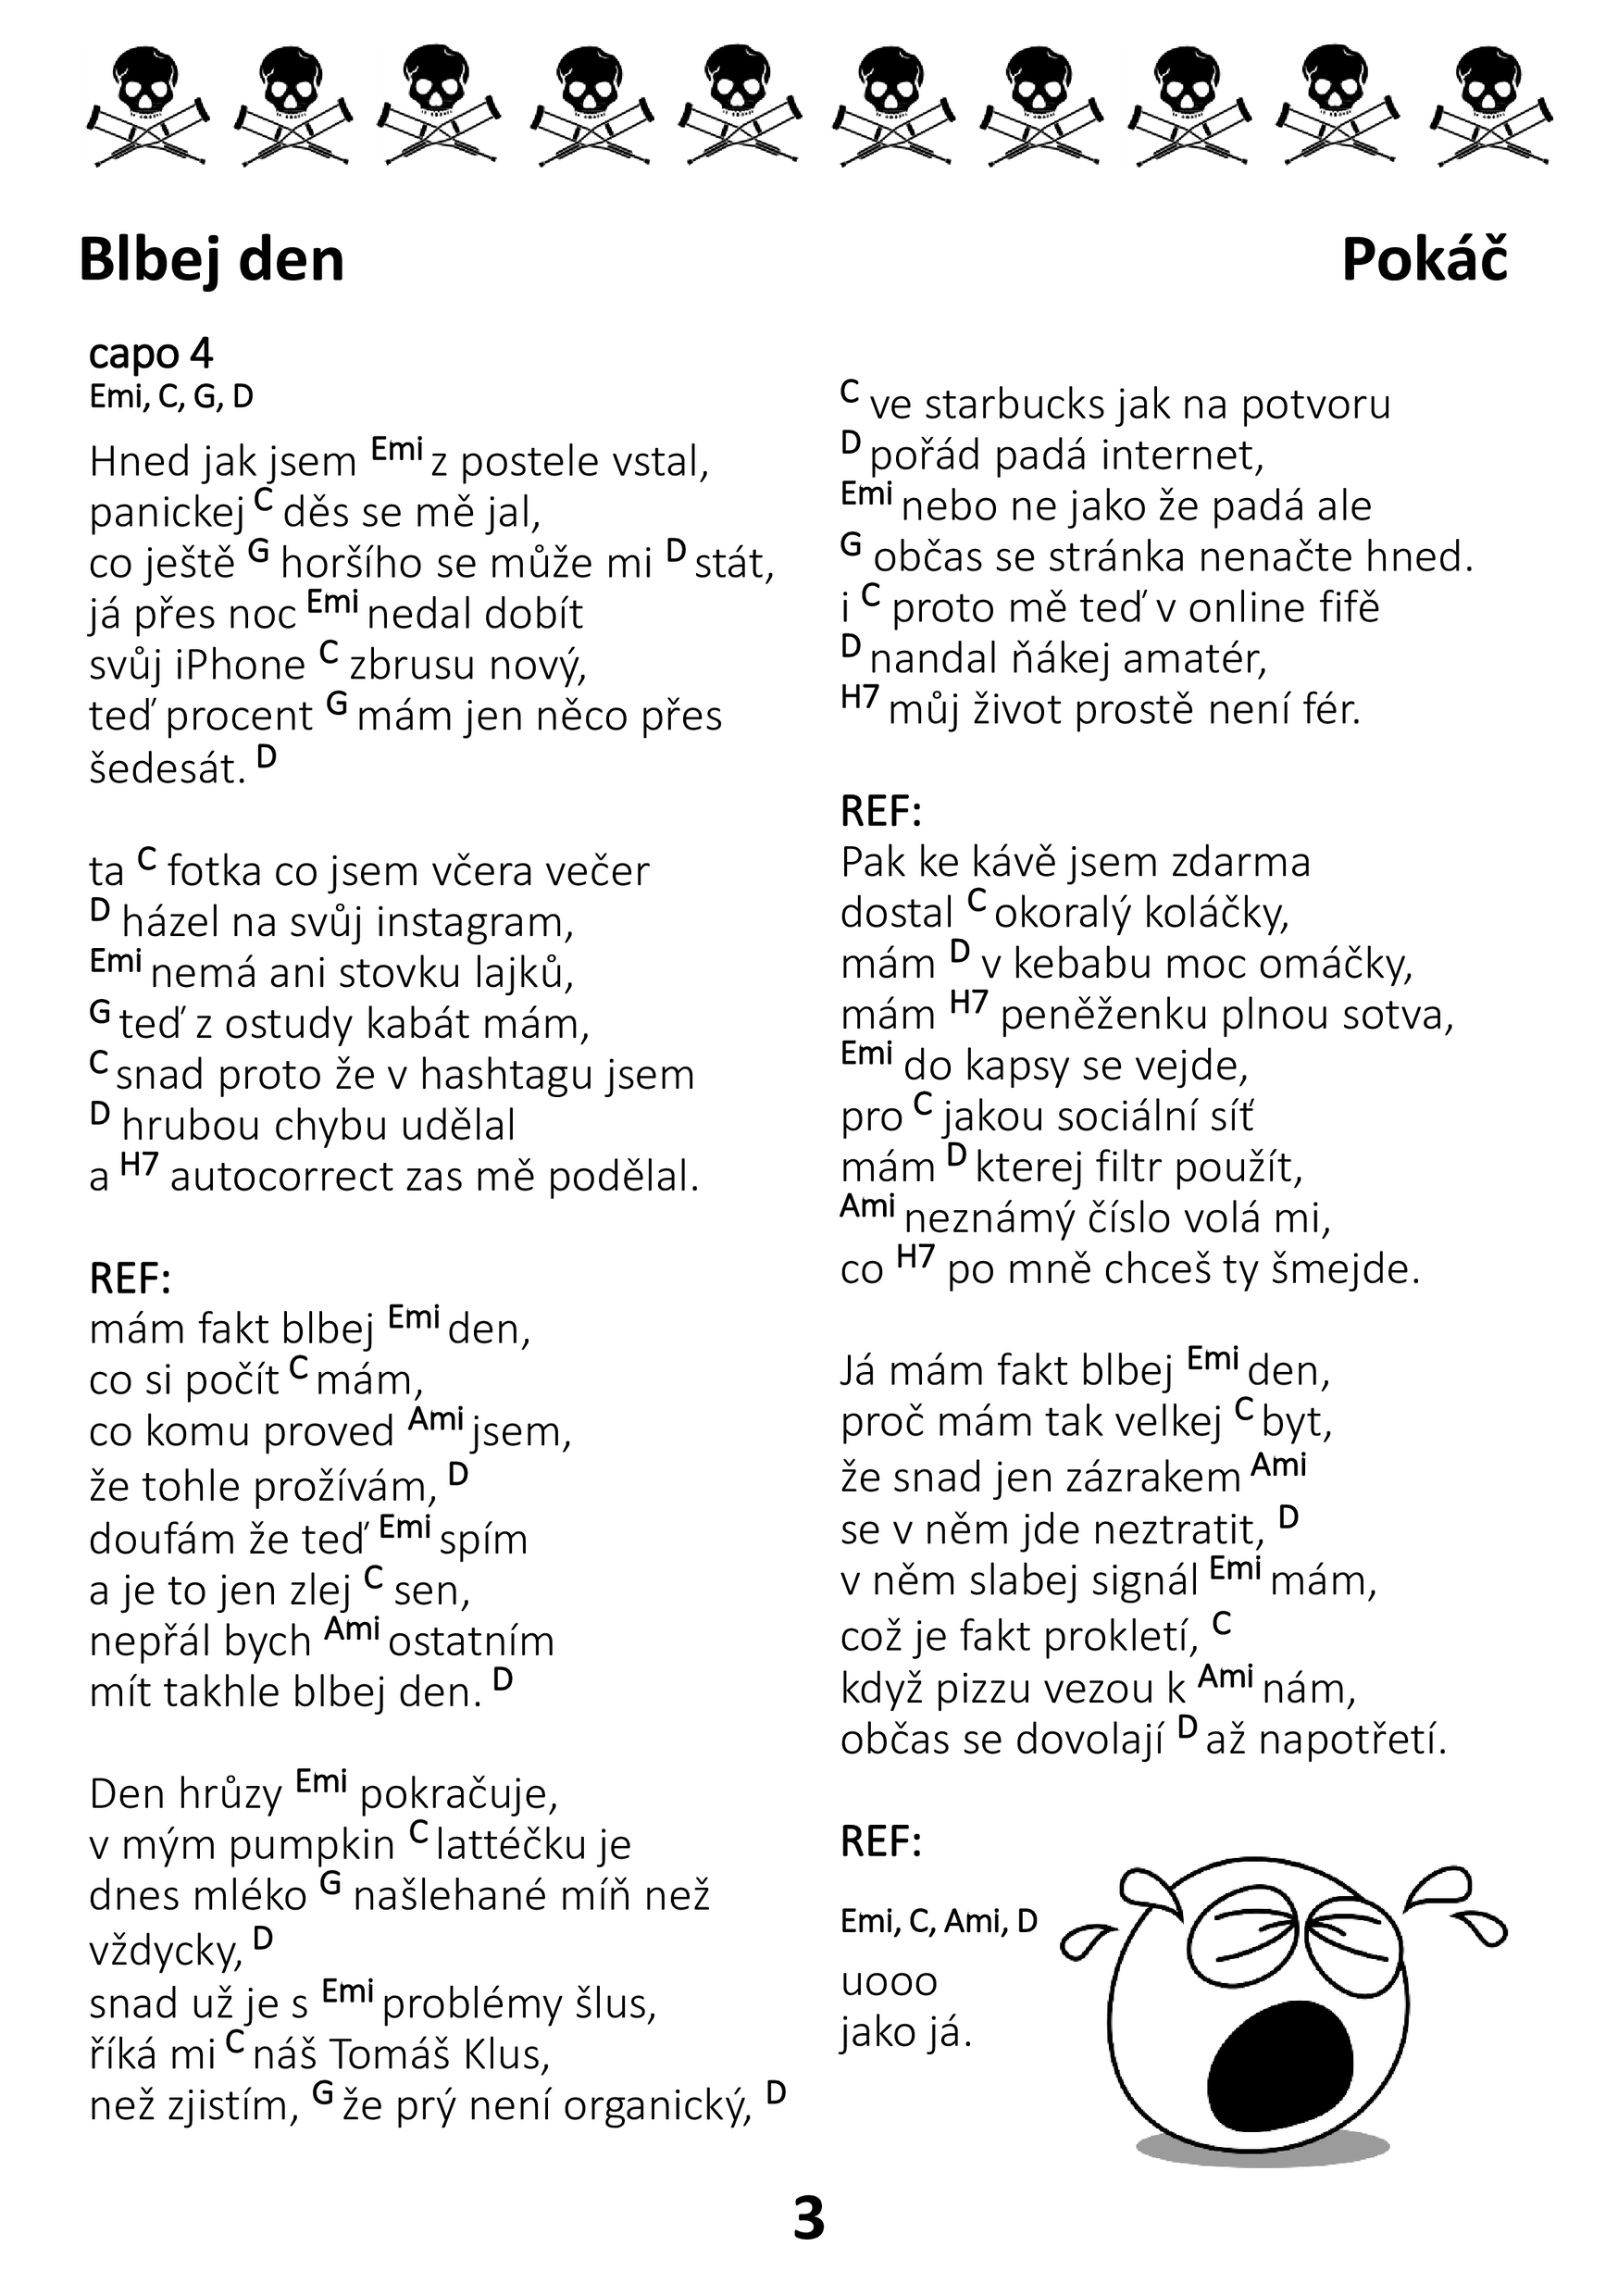 Blbej den
Pokáč
capo 4
Emi, C, G, D
Hned jak jsem Emi z postele vstal,
panickej C děs se mě jal,
co ještě G horšího se může mi D stát,
já přes noc Emi nedal dobít
svůj iPhone C zbrusu nový,
teď procent G mám jen něco přes
šedesát. D
ta C fotka co jsem včera večer
D házel na svůj instagram,
Emi nemá ani stovku lajků,
G teď z ostudy kabát mám,
C snad proto že v hashtagu jsem
D hrubou chybu udělal
a H7 autocorrect zas mě podělal.
REF:
mám fakt blbej Emi den,
co si počít C mám,
co komu proved Ami jsem,
že tohle prožívám, D
doufám že teď Emi spím
a je to jen zlej C sen,
nepřál bych Ami ostatním
mít takhle blbej den. D
Den hrůzy Emi pokračuje,
v mým pumpkin C lattéčku je
dnes mléko G našlehané míň než
vždycky, D
snad už je s Emi problémy šlus,
říká mi C náš Tomáš Klus,
než zjistím, G že prý není organický, D
C ve starbucks jak na potvoru
D pořád padá internet,
Emi nebo ne jako že padá ale
G občas se stránka nenačte hned.
i C proto mě teď v online fifě
D nandal ňákej amatér,
H7 můj život prostě není fér.
REF:
Pak ke kávě jsem zdarma
dostal C okoralý koláčky,
mám D v kebabu moc omáčky,
mám H7 peněženku plnou sotva,
Emi do kapsy se vejde,
pro C jakou sociální síť
mám D kterej filtr použít,
Ami neznámý číslo volá mi,
co H7 po mně chceš ty šmejde.
Já mám fakt blbej Emi den,
proč mám tak velkej C byt,
že snad jen zázrakem Ami
se v něm jde neztratit, D
v něm slabej signál Emi mám,
což je fakt prokletí, C
když pizzu vezou k Ami nám,
občas se dovolají D až napotřetí.
REF:
Emi, C, Ami, D
uooo
jako já.
3